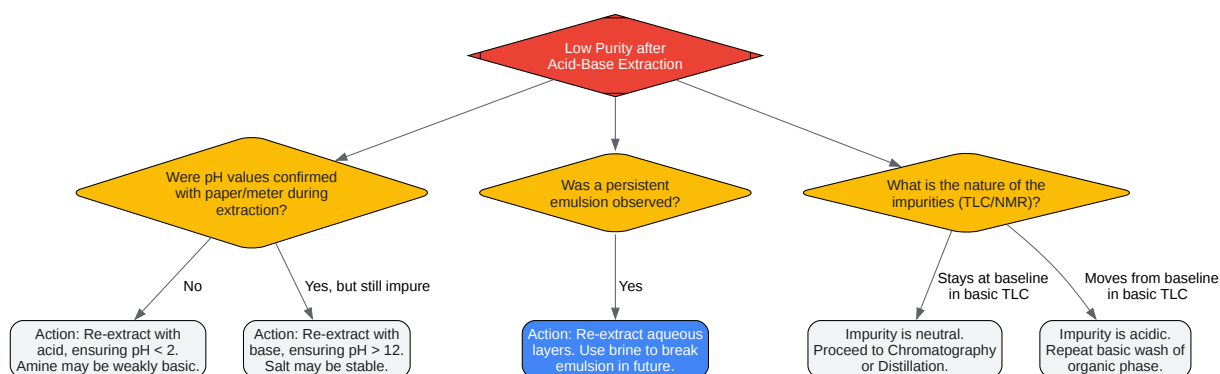 Low Purity after
Acid-Base Extraction
Were pH values confirmed
with paper/meter during
extraction?
Was a persistent
emulsion observed?
What is the nature of the
impurities (TLC/NMR)?
No
Yes, but still impure
Yes
Stays at baseline
in basic TLC
Moves from baseline
in basic TLC
Action: Re-extract with
acid, ensuring pH < 2.
Amine may be weakly basic.
Action: Re-extract with
base, ensuring pH > 12.
Salt may be stable.
Action: Re-extract aqueous
layers. Use brine to break
emulsion in future.
Impurity is neutral.
Proceed to Chromatography
or Distillation.
Impurity is acidic.
Repeat basic wash of
organic phase.